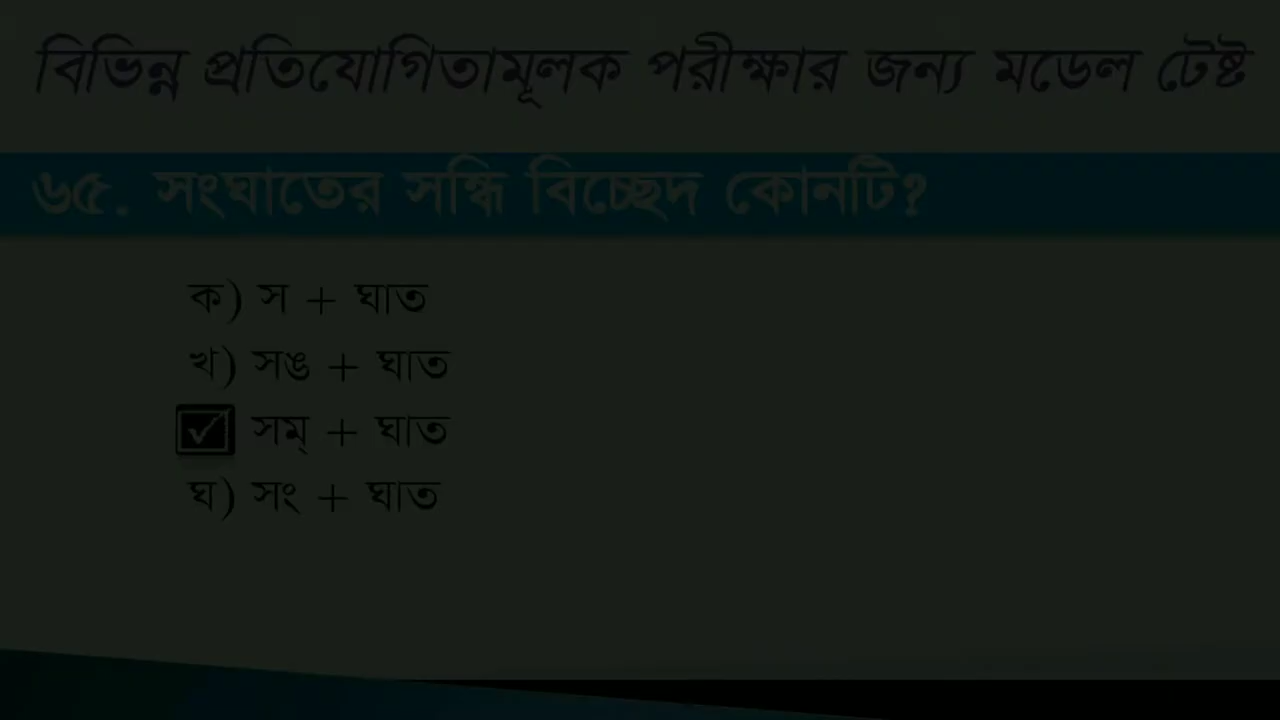 বিভিন্ন প্রতিযোগিতামূলক পরীক্ষার জন্য মডেল টেষ্ট
৬৫. সংঘাতের সন্ধি বিচ্ছেদ কোনটি?
ক) স + ঘাত
খ) সঙ + ঘাত
সম্ + ঘাত
ঘ) সং + ঘাত